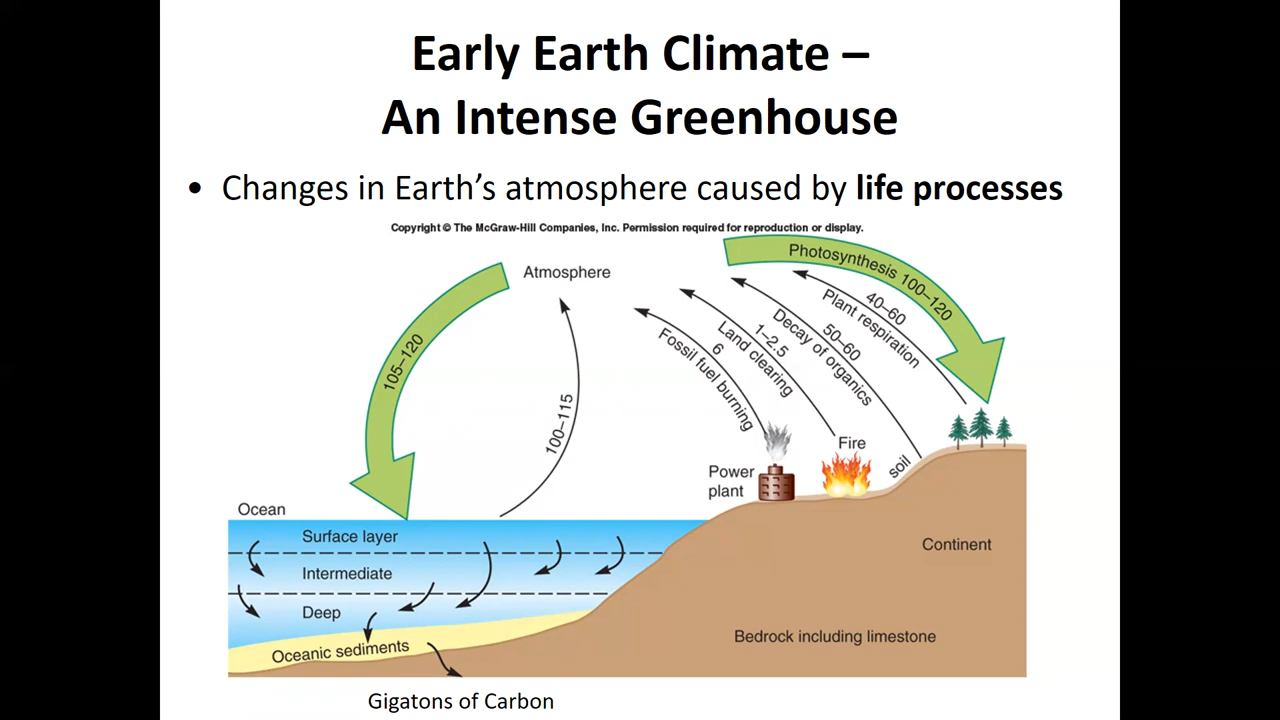 Early Earth Climate –
An Intense Greenhouse
• Changes in Earth's atmosphere caused by life processes
Copyright © The McGraw-Hill Companies, Inc. Permission required for reproduction or display.
Atmosphere
Photosynthesis 100–120
40–60
Plant respiration
50–60
Decay of organics
1–2.5
Land clearing
6
Fossil fuel burning
105–120
100–115
Fire
soil
Power
plant
Ocean
Surface layer
Intermediate
Deep
Oceanic sediments
Continent
Bedrock including limestone
Gigatons of Carbon